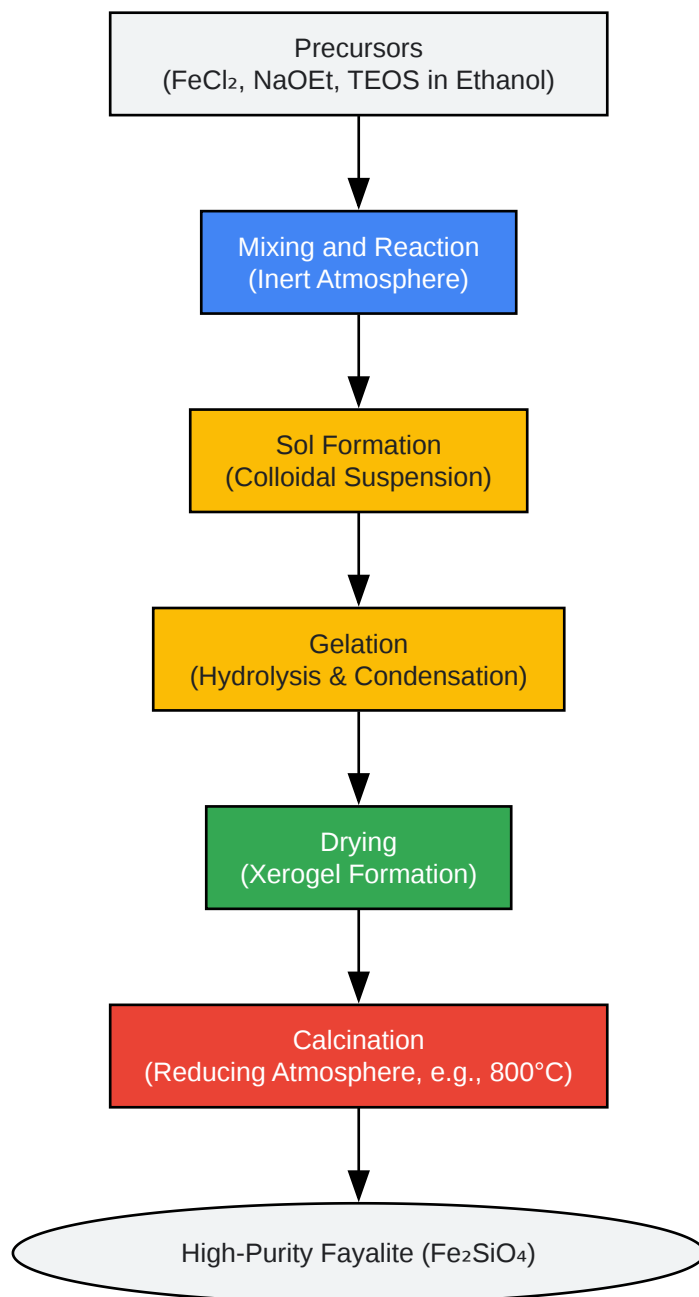 Precursors
(FeCl₂, NaOEt, TEOS in Ethanol)
Mixing and Reaction
(Inert Atmosphere)
Sol Formation
(Colloidal Suspension)
Gelation
(Hydrolysis & Condensation)
Drying
(Xerogel Formation)
Calcination
(Reducing Atmosphere, e.g., 800°C)
High-Purity Fayalite (Fe₂SiO₄)